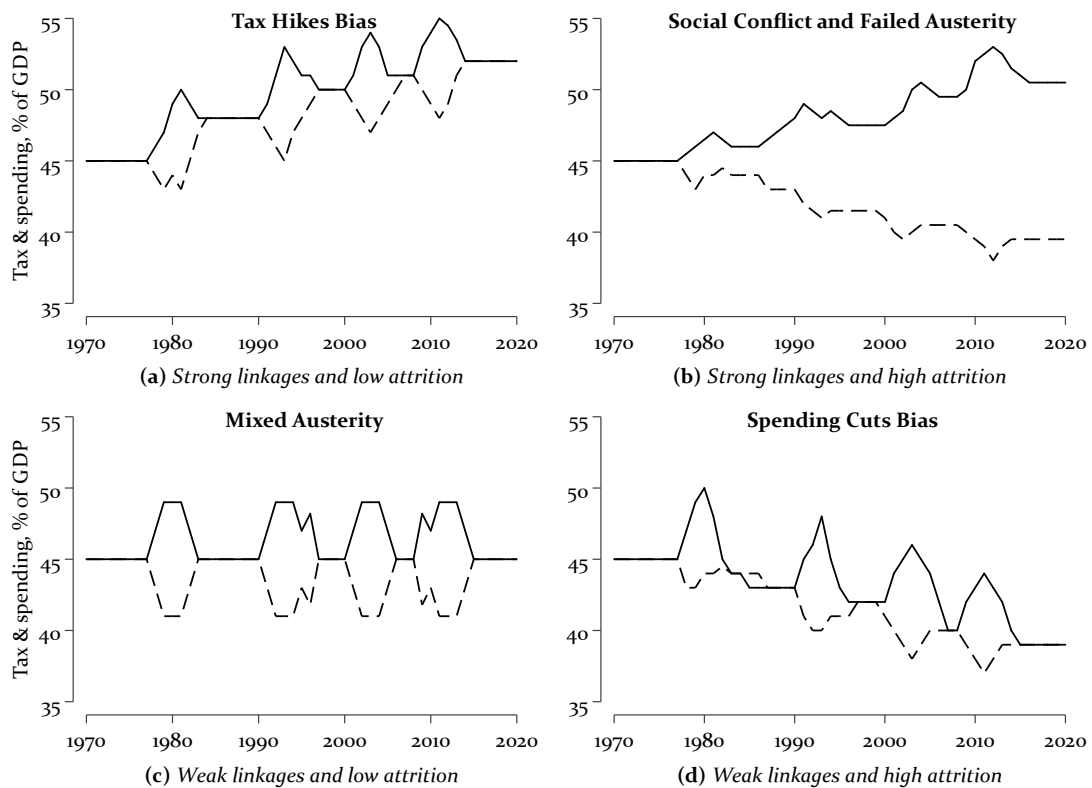 Tax Hikes Bias
Tax & spending, % of GDP
55
50
45
40
35
1970 1980 1990 2000 2010 2020
(a) Strong linkages and low attrition
Social Conflict and Failed Austerity
55
50
45
40
35
1970 1980 1990 2000 2010 2020
(b) Strong linkages and high attrition
Mixed Austerity
Tax & spending, % of GDP
55
50
45
40
35
1970 1980 1990 2000 2010 2020
(c) Weak linkages and low attrition
Spending Cuts Bias
55
50
45
40
35
1970 1980 1990 2000 2010 2020
(d) Weak linkages and high attrition